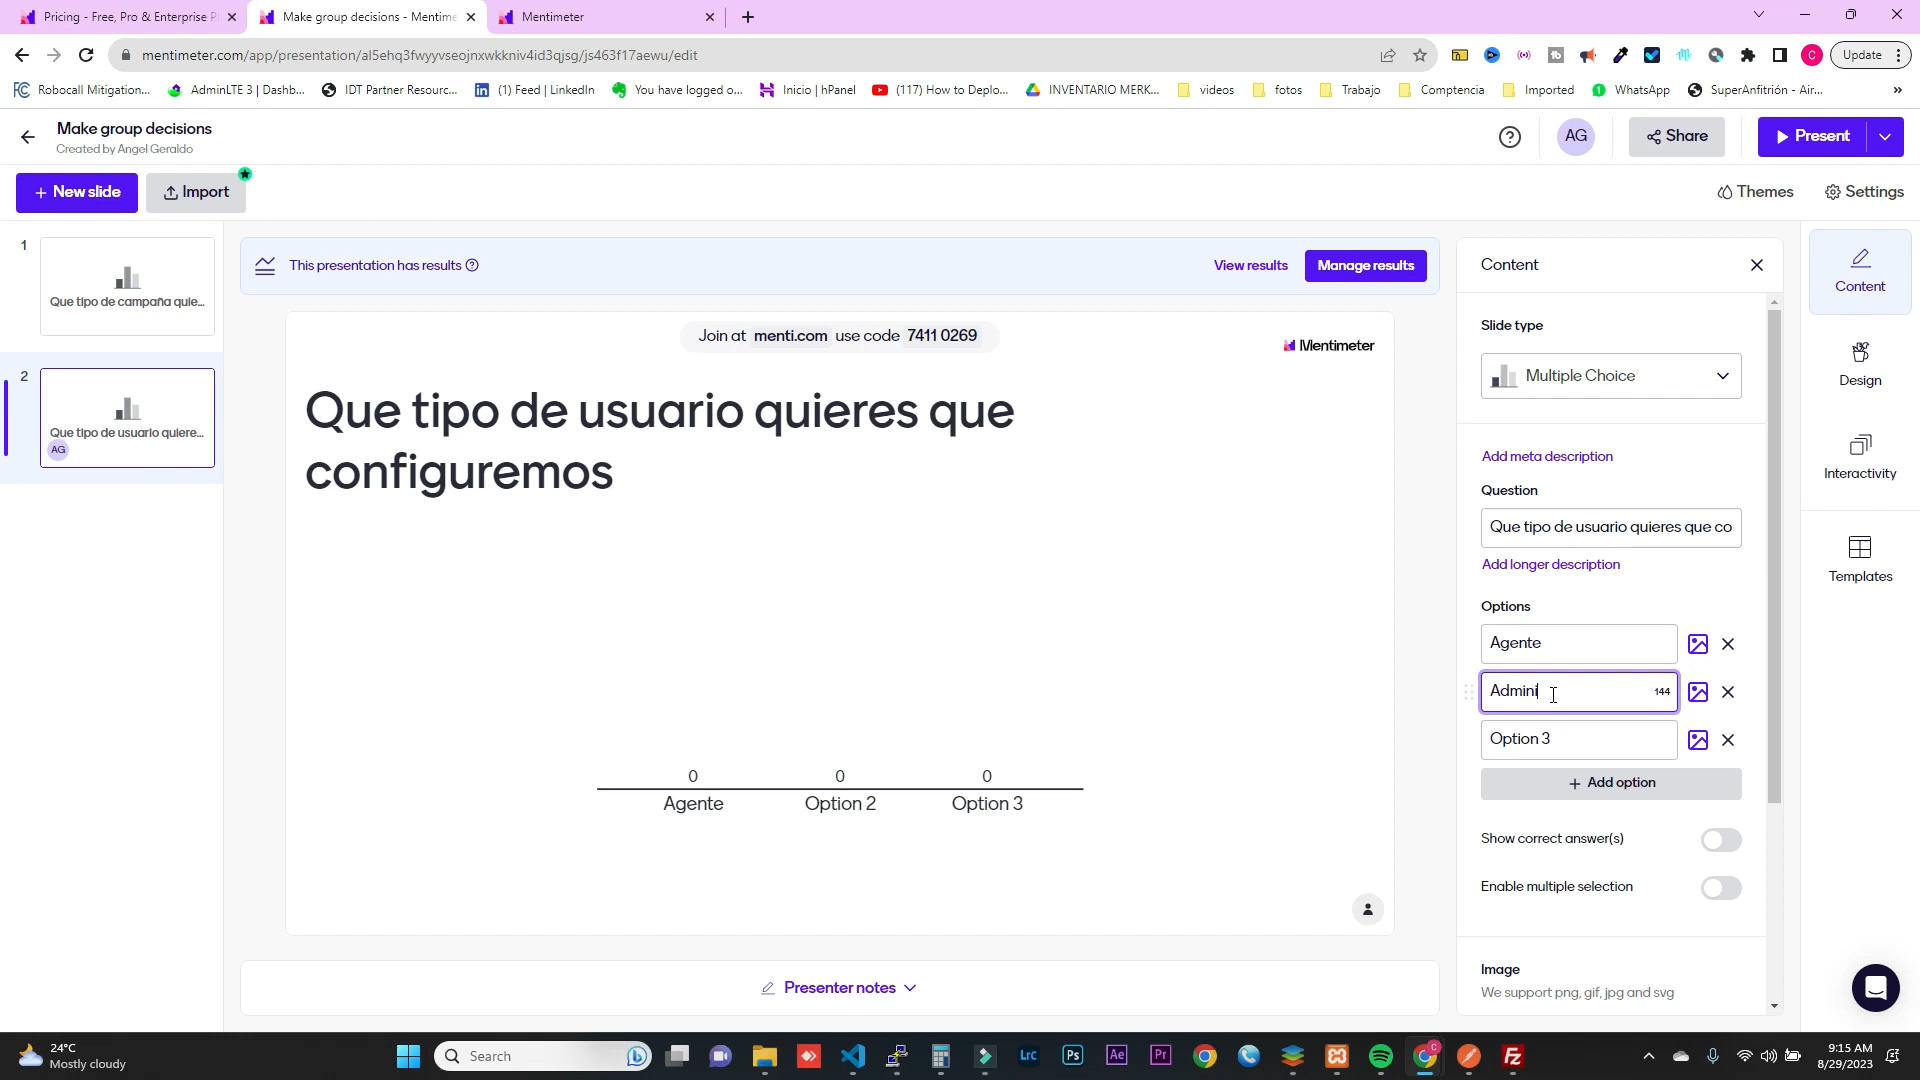 Pricing - Free, Pro & Enterprise P
Make group decisions - Mentime
Mentimeter
mentimeter.com/app/presentation/al5ehq3fwyyvseojnxwkkniv4id3qjsg/js463f17aewu/edit
Update
Robocall Mitigation...
AdminLTE 3 | Dashb...
IDT Partner Resourc...
(1) Feed | LinkedIn
You have logged o...
Inicio | hPanel
(117) How to Deplo...
INVENTARIO MERK...
videos
fotos
Trabajo
Comptencia
Imported
WhatsApp
SuperAnfitrión - Air...
»
Make group decisions
Created by Angel Geraldo
AG
Share
Present
+ New slide
Import
Themes
Settings
1
Que tipo de campaña quie...
2
Que tipo de usuario quiere...
AG
This presentation has results
View results
Manage results
Join at menti.com use code 7411 0269
Mentimeter
Que tipo de usuario quieres que
configuremos
0 0 0
Agente Option 2 Option 3
Presenter notes
Content
Slide type
Multiple Choice
Add meta description
Question
Que tipo de usuario quieres que co
Add longer description
Options
Agente
Admini
144
Option 3
+ Add option
Show correct answer(s)
Enable multiple selection
Image
We support png, gif, jpg and svg
Content
Design
Interactivity
Templates
24°C
Mostly cloudy
Search
Lrc
Ps
Ae
Pr
C
9:15 AM
8/29/2023